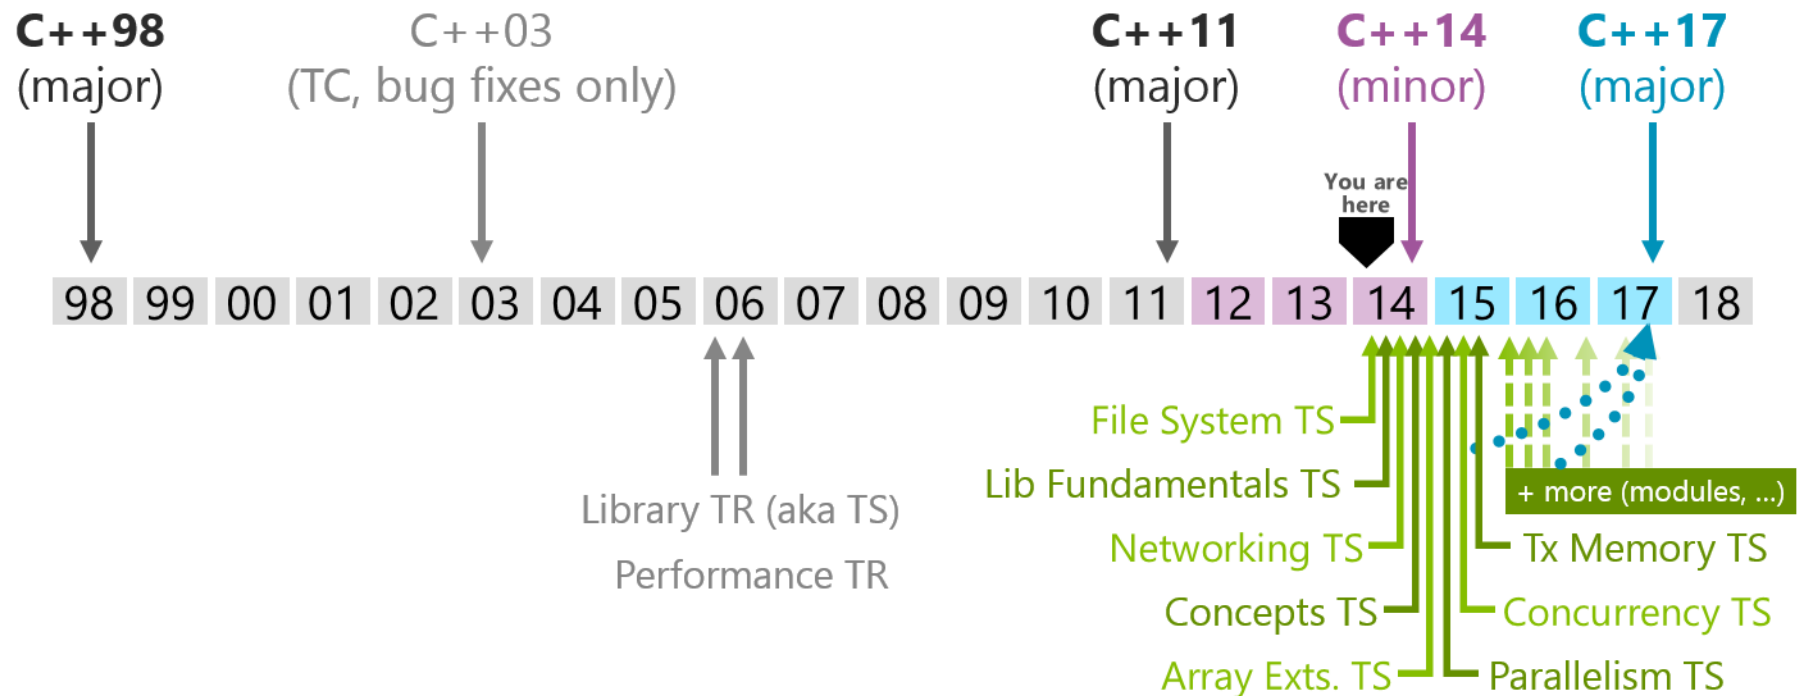 C++98
(major)
C++03
(TC, bug fixes only)
C++11
(major)
C++14
(minor)
C++17
(major)
You are
here
98 99 00 01 02 03 04 05 06 07 08 09 10 11 12 13 14 15 16 17 18
Library TR (aka TS)
Performance TR
File System TS
Lib Fundamentals TS
Networking TS
Concepts TS
Array Exts. TS
+ more (modules, ...)
Tx Memory TS
Concurrency TS
Parallelism TS